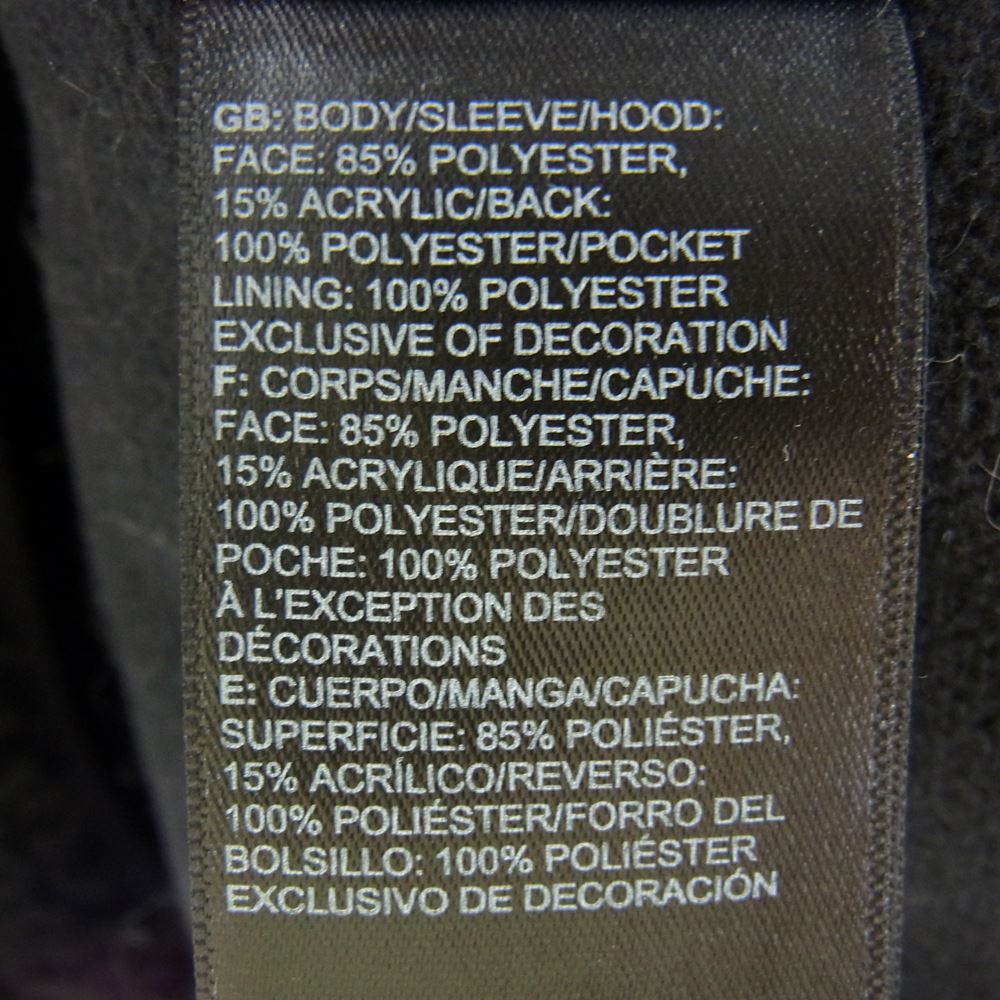 GB: BODY/SLEEVE/HOOD:
FACE: 85% POLYESTER,
15% ACRYLIC/BACK:
100% POLYESTER/POCKET
LINING: 100% POLYESTER
EXCLUSIVE OF DECORATION
F: CORPS/MANCHE/CAPUCHE:
FACE: 85% POLYESTER,
15% ACRYLIQUE/ARRIÈRE:
100% POLYESTER/DOUBLURE DE
POCHE: 100% POLYESTER
À L'EXCEPTION DES
DÉCORATIONS
E: CUERPO/MANGA/CAPUCHA:
SUPERFICIE: 85% POLIÉSTER,
15% ACRÍLICO/REVERSO:
100% POLIÉSTER/FORRO DEL
BOLSILLO: 100% POLIÉSTER
EXCLUSIVO DE DECORACIÓN